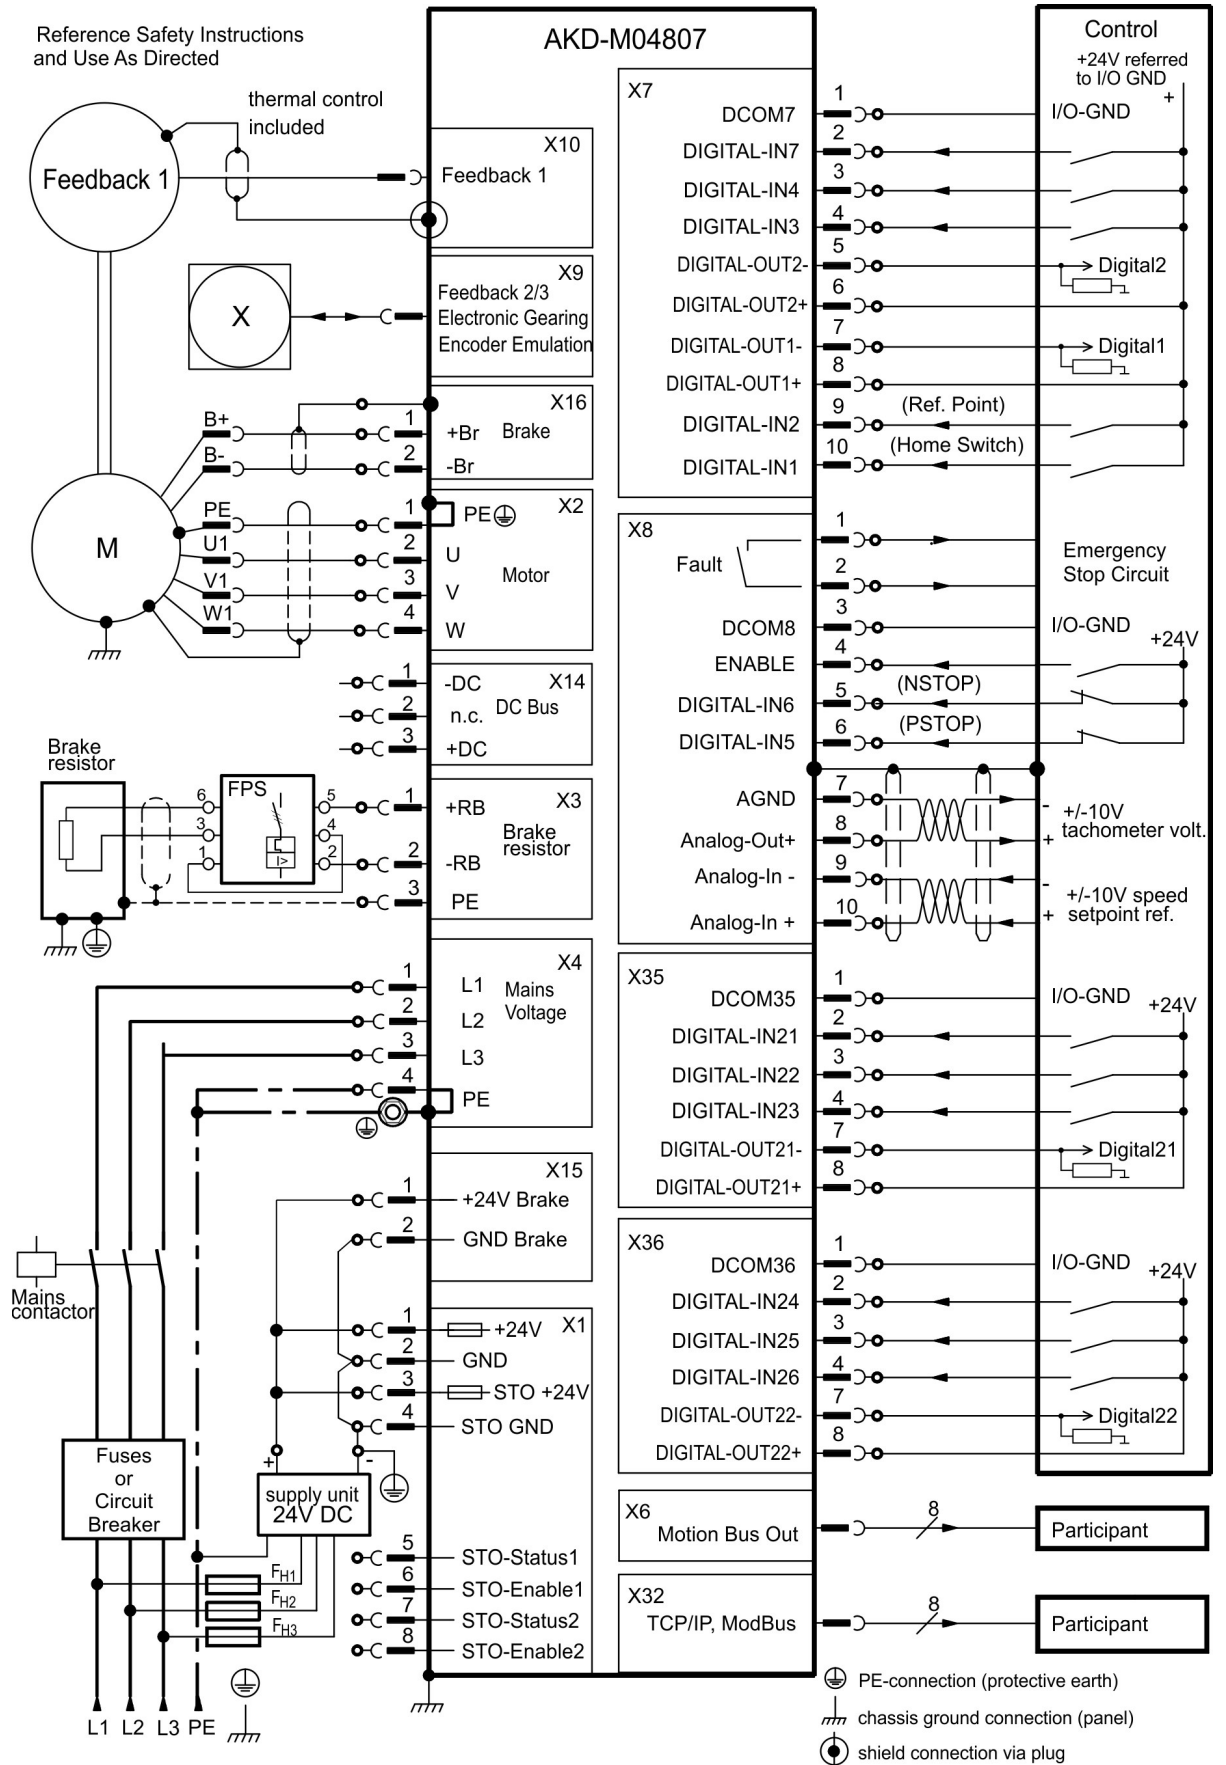 Reference Safety Instructions
and Use As Directed
AKD-M04807
Control
+24V referred
to I/O GND
+
thermal control
included
Feedback 1
X10
Feedback 1
X
X9
Feedback 2/3
Electronic Gearing
Encoder Emulation
X16
B+
1
+Br
Brake
B-
2
-Br
M
X2
PE
1
PE
U1
2
U
Motor
V1
3
V
W1
4
W
X14
1
-DC
DC Bus
2
n.c.
3
+DC
Brake
resistor
FPS
6
5
3
4
1
2
X3
1
+RB
Brake
resistor
2
-RB
3
PE
I>
X4
1
L1
Mains
Voltage
2
L2
3
L3
4
PE
X15
1
+24V Brake
2
GND Brake
Mains
contactor
X1
1
+24V
2
GND
3
STO +24V
4
STO GND
+
-
supply unit
24V DC
Fuses
or
Circuit
Breaker
5
STO-Status1
6
STO-Enable1
7
STO-Status2
8
STO-Enable2
FH1
FH2
FH3
L1
L2
L3
PE
X7
DCOM7
1
I/O-GND
DIGITAL-IN7
2
DIGITAL-IN4
3
DIGITAL-IN3
4
DIGITAL-OUT2-
5
Digital2
DIGITAL-OUT2+
6
DIGITAL-OUT1-
7
Digital1
DIGITAL-OUT1+
8
DIGITAL-IN2
9
(Ref. Point)
DIGITAL-IN1
10
(Home Switch)
X8
Fault
1
2
Emergency
Stop Circuit
DCOM8
3
I/O-GND
+24V
ENABLE
4
DIGITAL-IN6
5
(NSTOP)
DIGITAL-IN5
6
(PSTOP)
AGND
7
-
Analog-Out+
8
+
+/-10V
tachometer volt.
Analog-In -
9
-
Analog-In +
10
+
+/-10V speed
setpoint ref.
X35
DCOM35
1
I/O-GND
+24V
DIGITAL-IN21
2
DIGITAL-IN22
3
DIGITAL-IN23
4
DIGITAL-OUT21-
7
Digital21
DIGITAL-OUT21+
8
X36
DCOM36
1
I/O-GND
+24V
DIGITAL-IN24
2
DIGITAL-IN25
3
DIGITAL-IN26
4
DIGITAL-OUT22-
7
Digital22
DIGITAL-OUT22+
8
X6
Motion Bus Out
8
Participant
X32
TCP/IP, ModBus
8
Participant
PE-connection (protective earth)
chassis ground connection (panel)
shield connection via plug